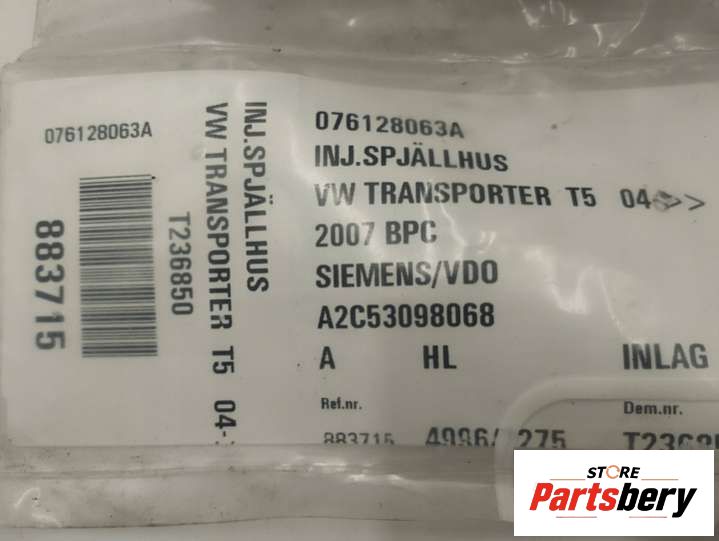 076128063A
883715
T236850
VW TRANSPORTER T5 04-
INJ.SPJÄLLHUS
076128063A
INJ.SPJÄLLHUS
VW TRANSPORTER T5 04->>
2007 BPC
SIEMENS/VDO
A2C53098068
A HL INLAG
Ref.nr. Dem.nr.
883715
STORE
Partsbery